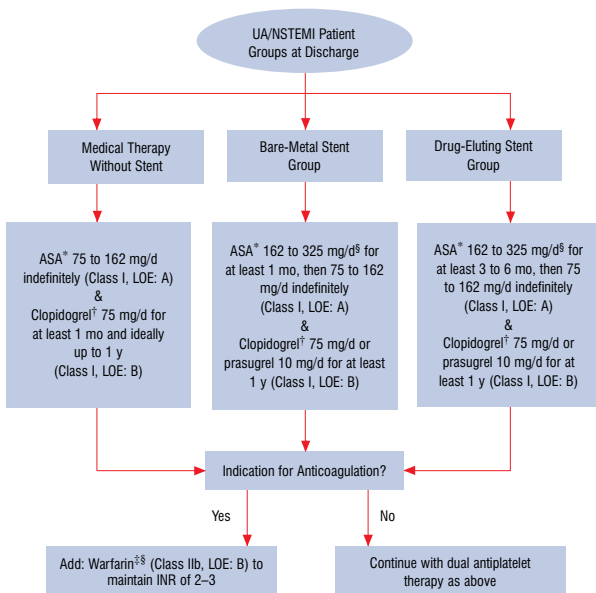 UA/NSTEMI Patient
Groups at Discharge
Medical Therapy
Without Stent
Bare-Metal Stent
Group
Drug-Eluting Stent
Group
ASA* 75 to 162 mg/d
indefinitely (Class I, LOE: A)
&
Clopidogrel† 75 mg/d for
at least 1 mo and ideally
up to 1 y
(Class I, LOE: B)
ASA* 162 to 325 mg/d§ for
at least 1 mo, then 75 to 162
mg/d indefinitely
(Class I, LOE: A)
&
Clopidogrel† 75 mg/d or
prasugrel 10 mg/d for at least
1 y (Class I, LOE: B)
ASA* 162 to 325 mg/d§ for
at least 3 to 6 mo, then 75
to 162 mg/d indefinitely
(Class I, LOE: A)
&
Clopidogrel† 75 mg/d or
prasugrel 10 mg/d for at
least 1 y (Class I, LOE: B)
Indication for Anticoagulation?
Yes
No
Add: Warfarin‡§ (Class IIb, LOE: B) to
maintain INR of 2–3
Continue with dual antiplatelet
therapy as above